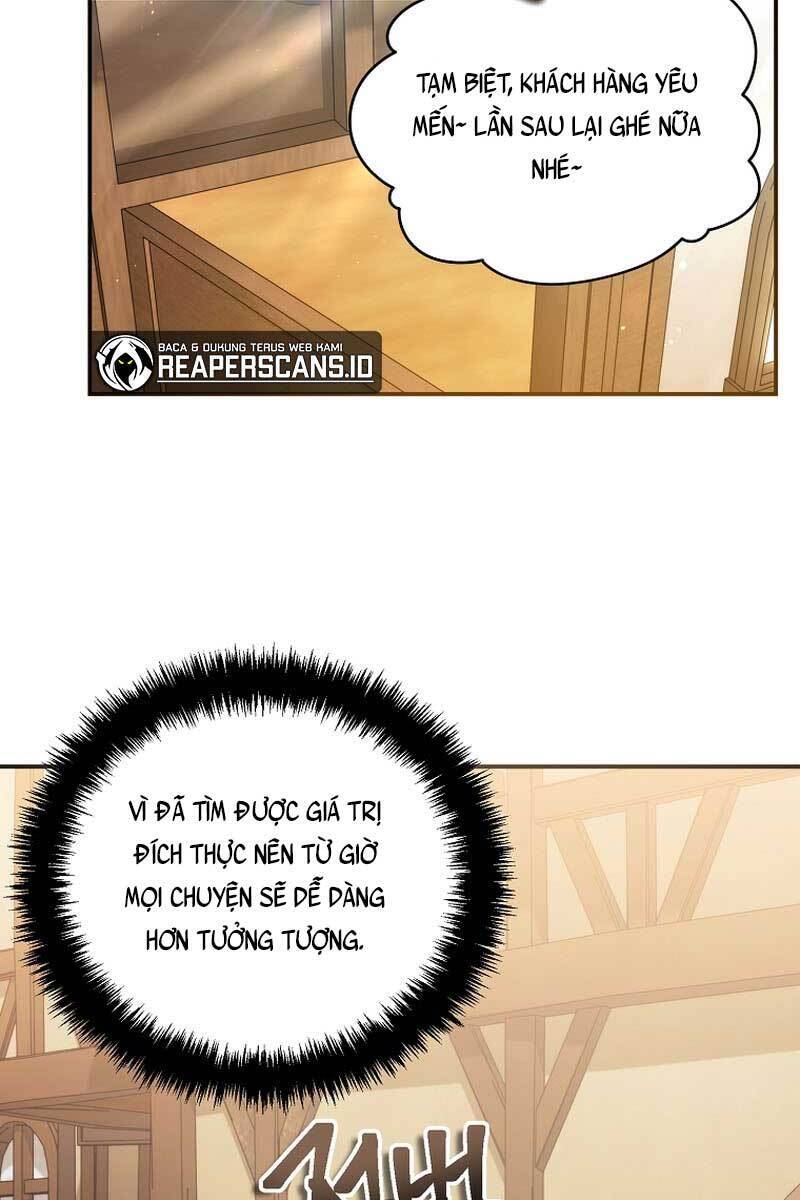 TẠM BIỆT, KHÁCH HÀNG YÊU
MẾN~ LẦN SAU LẠI GHÉ NỮA
NHÉ~
BACA & DUKUNG TERUS WEB KAMI
REAPERSCANS.ID
VÌ ĐÃ TÌM ĐƯỢC GIÁ TRỊ
ĐÍCH THỰC NÊN TỪ GIỜ
MỌI CHUYỆN SẼ DỄ DÀNG
HƠN TƯỞNG TƯỢNG.